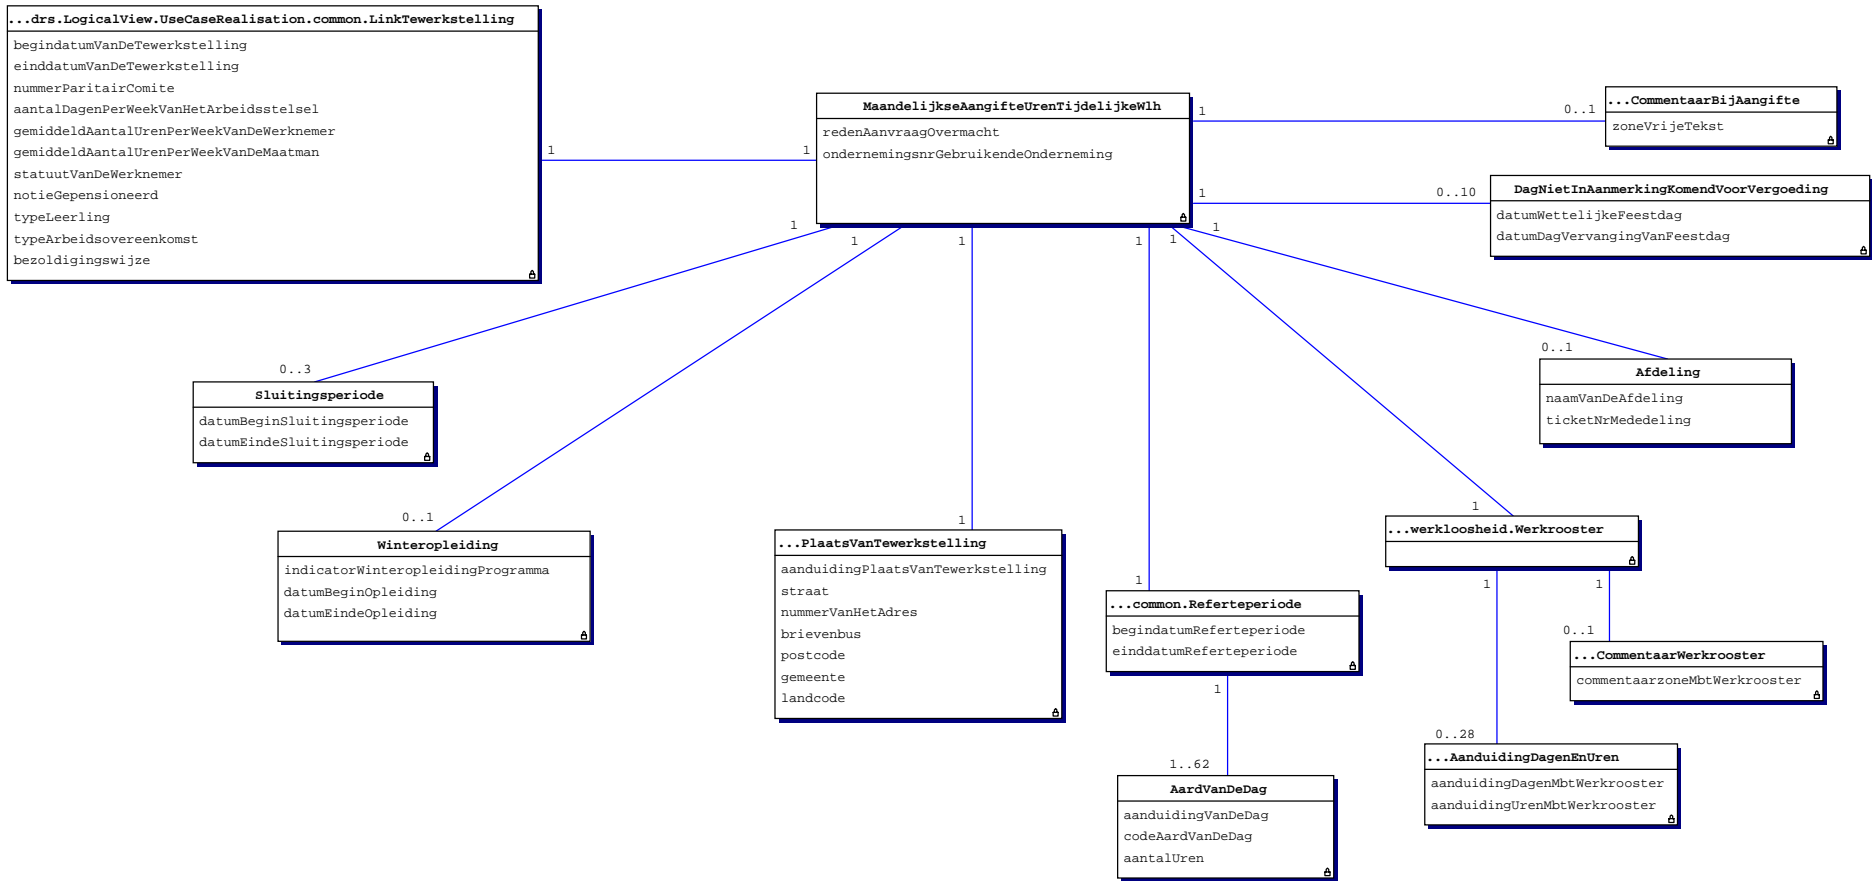 ...drs.LogicalView.UseCaseRealisation.common.LinkTewerkstelling
begindatumVanDeTewerkstelling
einddatumVanDeTewerkstelling
nummerParitairComite
aantalDagenPerWeekVanHetArbeidsstelsel
gemiddeldAantalUrenPerWeekVanDeWerknemer
gemiddeldAantalUrenPerWeekVanDeMaatman
statuutVanDeWerknemer
notieGepensioneerd
typeLeerling
typeArbeidsovereenkomst
bezoldigingswijze
1
1
MaandelijkseAangifteUrenTijdelijkeWlh
redenAanvraagOvermacht
ondernemingsnrGebruikendeOnderneming
1
0..1
...CommentaarBijAangifte
zoneVrijeTekst
1
0..10
DagNietInAanmerkingKomendVoorVergoeding
datumWettelijkeFeestdag
datumDagVervangingVanFeestdag
1
1
1
1
1
1
0..3
Sluitingsperiode
datumBeginSluitingsperiode
datumEindeSluitingsperiode
0..1
Afdeling
naamVanDeAfdeling
ticketNrMededeling
0..1
Winteropleiding
indicatorWinteropleidingProgramma
datumBeginOpleiding
datumEindeOpleiding
1
...PlaatsVanTewerkstelling
aanduidingPlaatsVanTewerkstelling
straat
nummerVanHetAdres
brievenbus
postcode
gemeente
landcode
1
...common.Referteperiode
begindatumReferteperiode
einddatumReferteperiode
1
1..62
AardVanDeDag
aanduidingVanDeDag
codeAardVanDeDag
aantalUren
1
...werkloosheid.Werkrooster
1
1
0..1
...CommentaarWerkrooster
commentaarzoneMbtWerkrooster
0..28
...AanduidingDagenEnUren
aanduidingDagenMbtWerkrooster
aanduidingUrenMbtWerkrooster